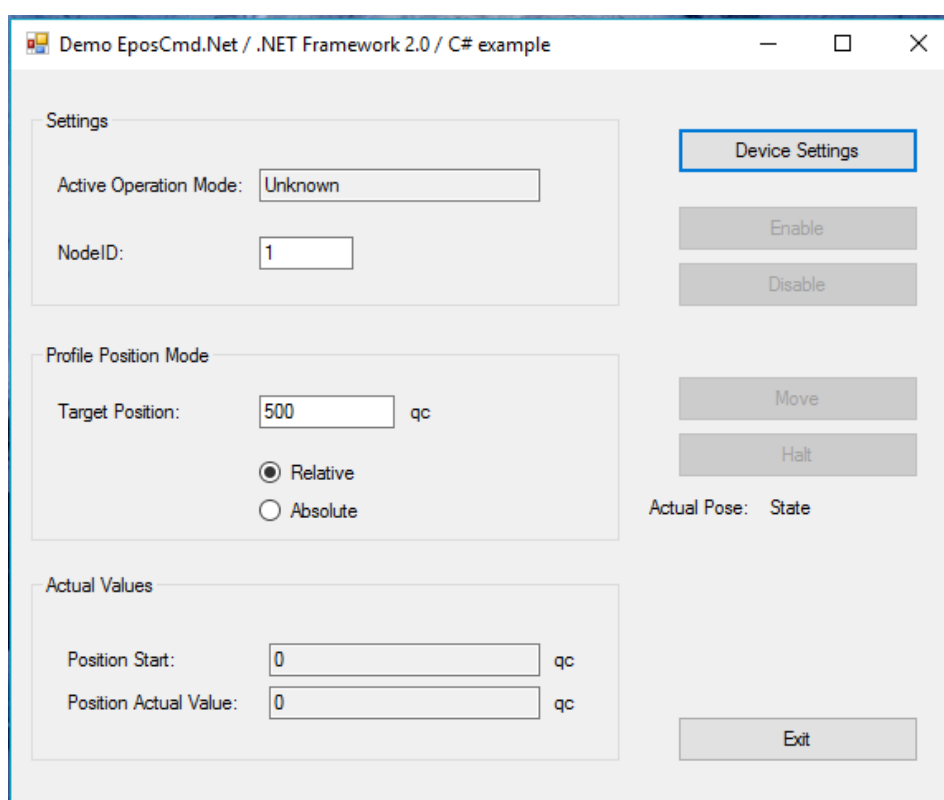 Demo EposCmd.Net / .NET Framework 2.0 / C# example
Settings
Device Settings
Active Operation Mode: Unknown
Enable
NodeID: 1
Disable
Profile Position Mode
Target Position: 500 qc
Move
Halt
Relative
Absolute
Actual Pose: State
Actual Values
Position Start: 0 qc
Position Actual Value: 0 qc
Exit